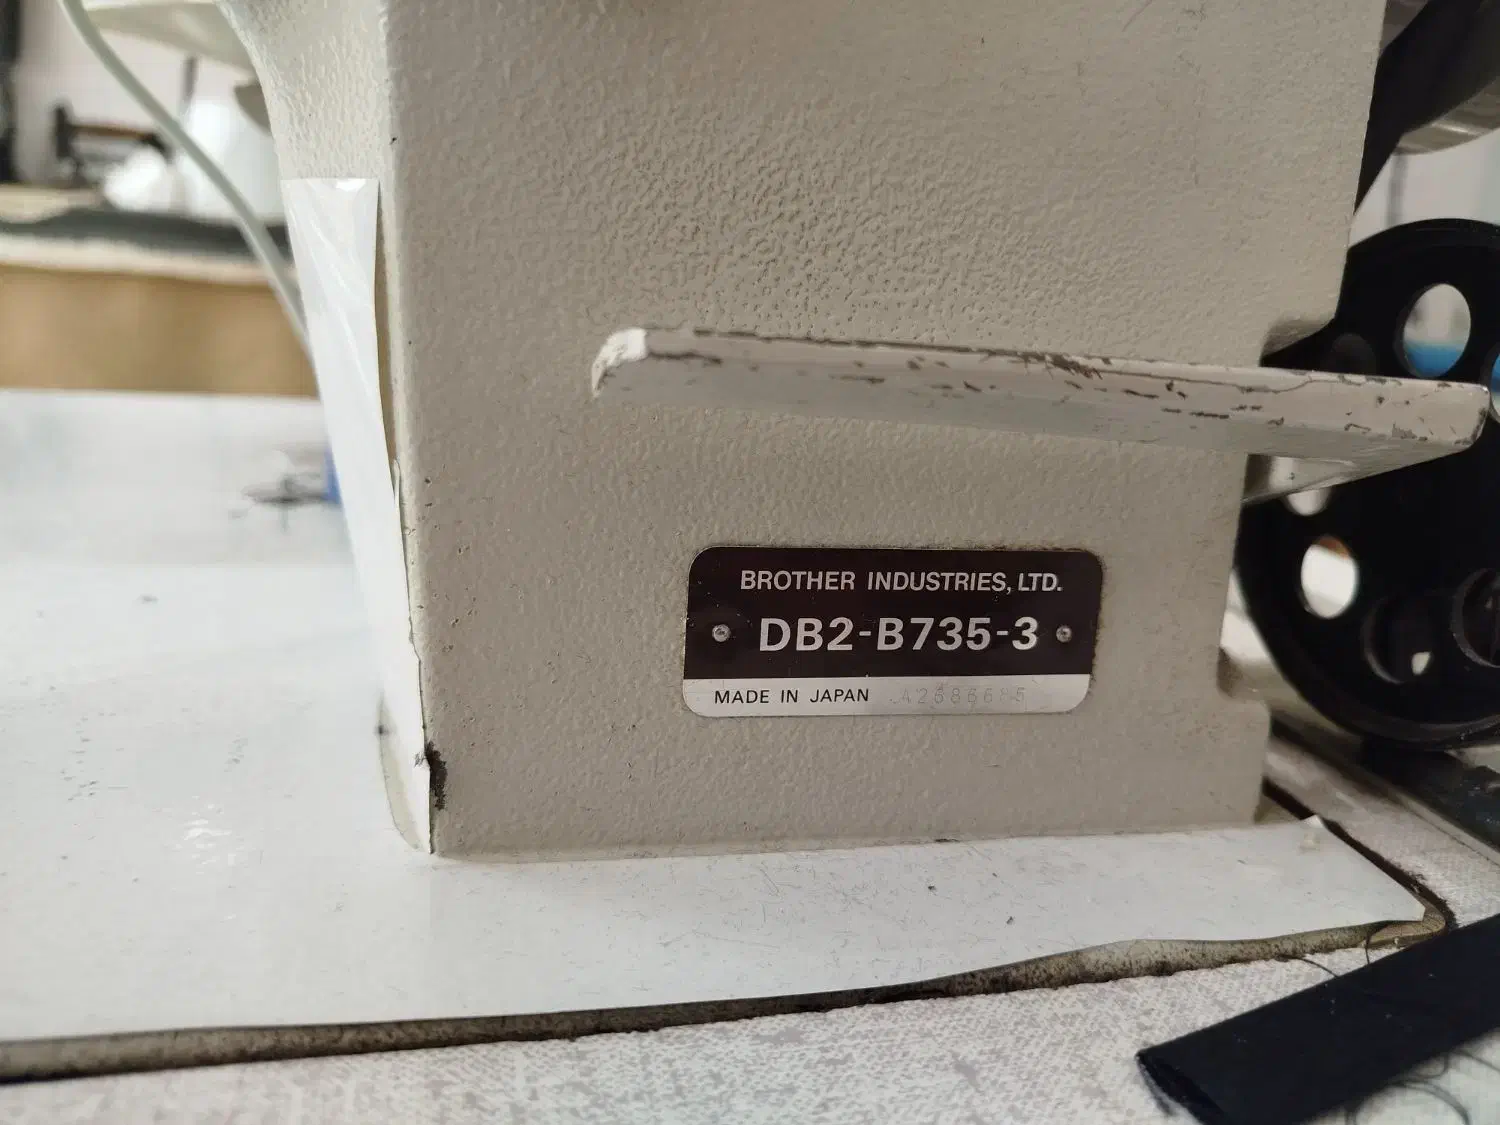 BROTHER INDUSTRIES, LTD.
DB2-B735-3
MADE IN JAPAN